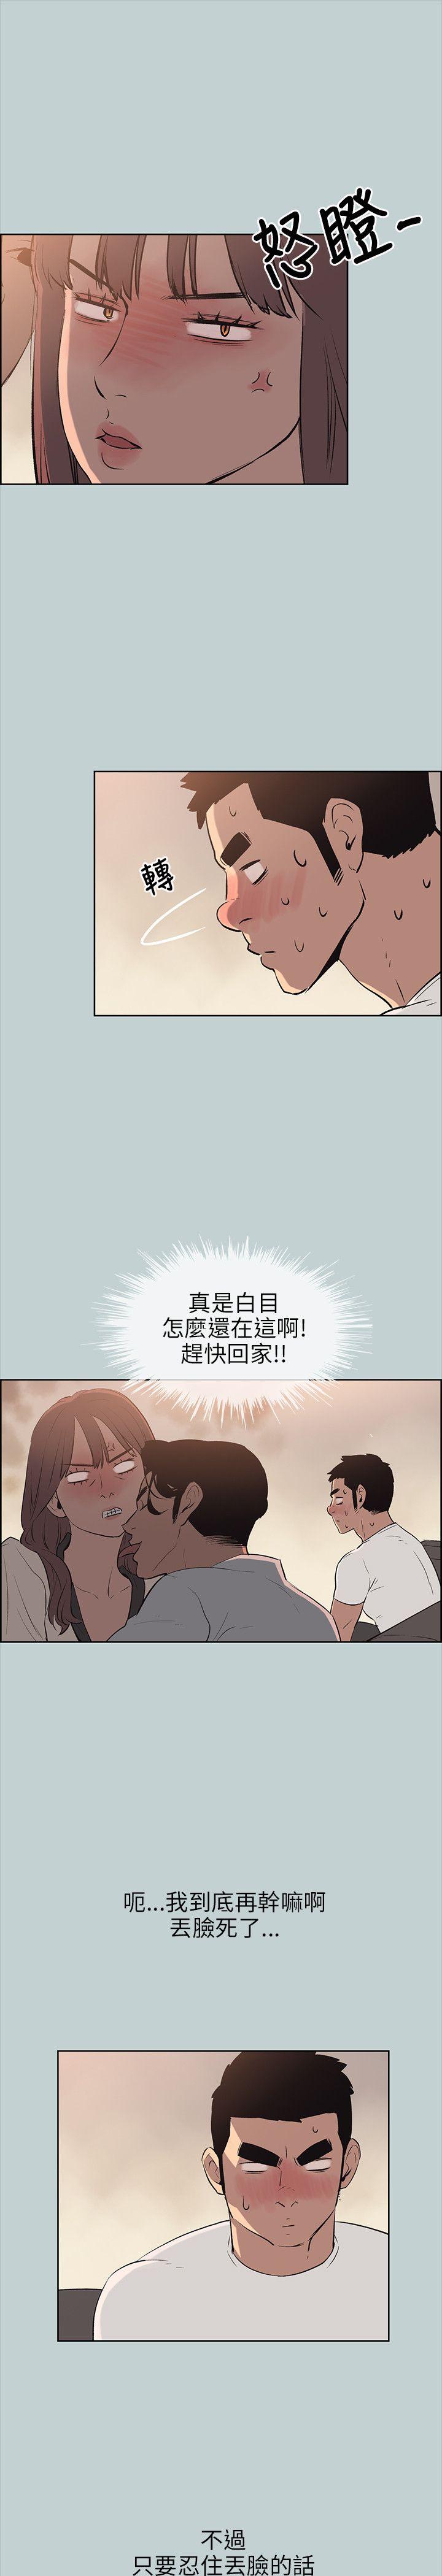 怒瞪-
轉
真是白目
怎麼還在這啊!
趕快回家!!
呃...我到底再幹嘛啊
丟臉死了...
不過
只要忍住丟臉的話